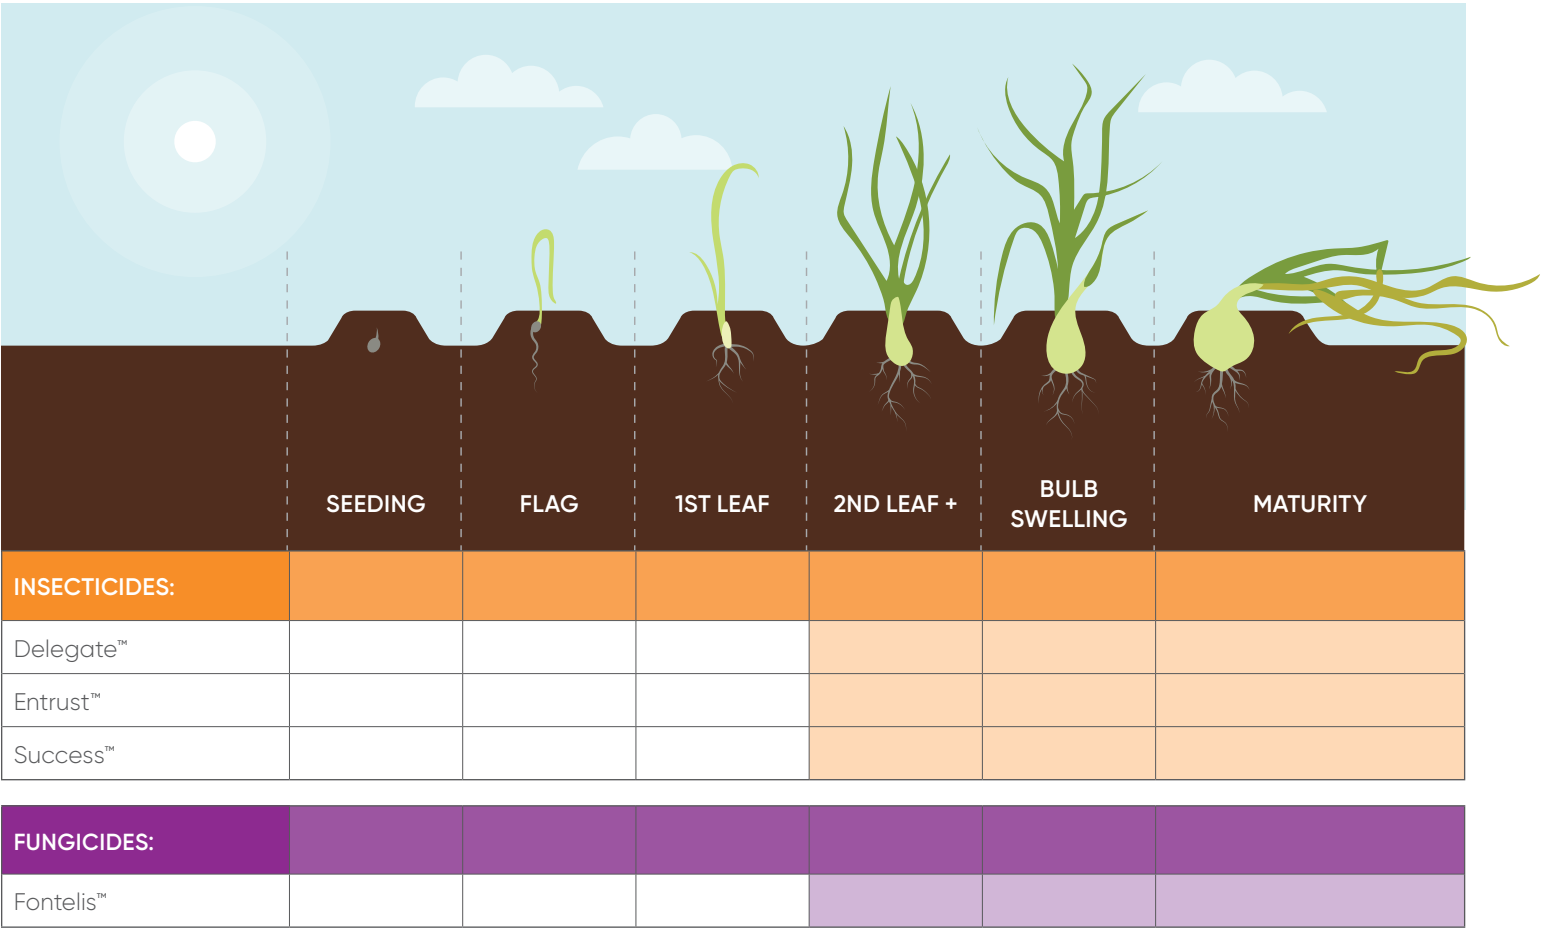 SEEDING
FLAG
1ST LEAF
2ND LEAF +
BULB
SWELLING
MATURITY
INSECTICIDES:
Delegate™
Entrust™
Success™
FUNGICIDES:
Fontelis™